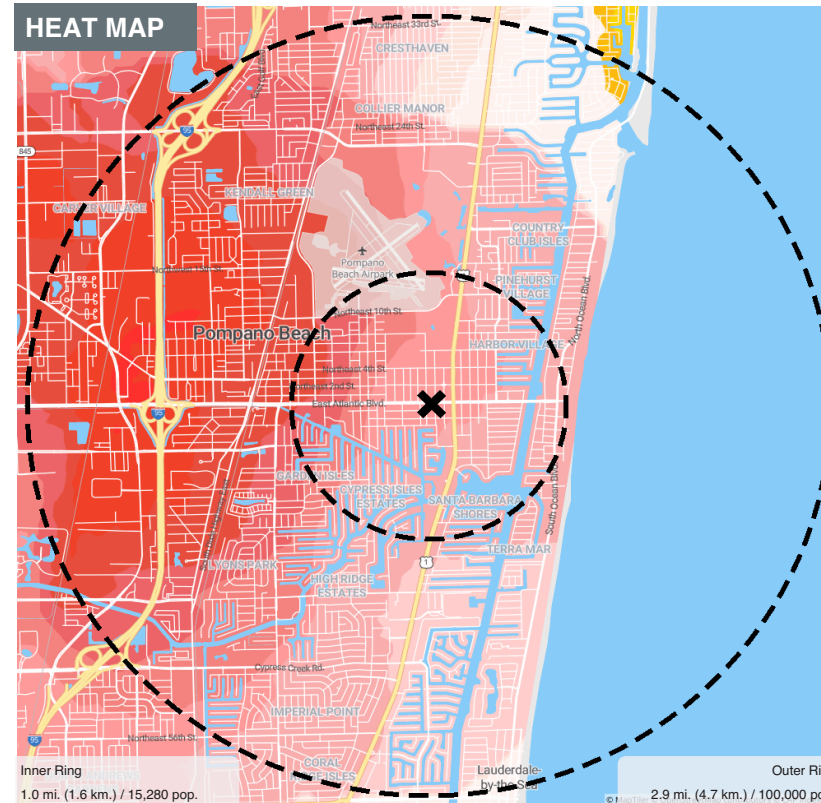 HEAT MAP
Northeast 33rd St.
CRESTHAVEN
COLLIER MANOR
Northeast 24th St.
95
845
KENDALL GREEN
COUNTRY
CLUB ISLES
Pompano
Beach Airpark
Northeast 15th St.
PINEHURST
VILLAGE
North Ocean Blvd.
Northeast 10th St.
Pompano Beach
HARBOR VILLAGE
Northeast 4th St.
Northeast 2nd St.
East Atlantic Blvd.
95
GARDEN ISLES
CYPRESS ISLES
ESTATES
SANTA BARBARA
SHORES
South Ocean Blvd.
TERRA MAR
LYONS PARK
1
HIGH RIDGE
ESTATES
Cypress Creek Rd.
IMPERIAL POINT
Northeast 56th St.
95
CORAL
Lauderdale-
by-the-Sea
Inner Ring
1.0 mi. (1.6 km.) / 15,280 pop.
Outer Ri
2.9 mi. (4.7 km.) / 100,000 po